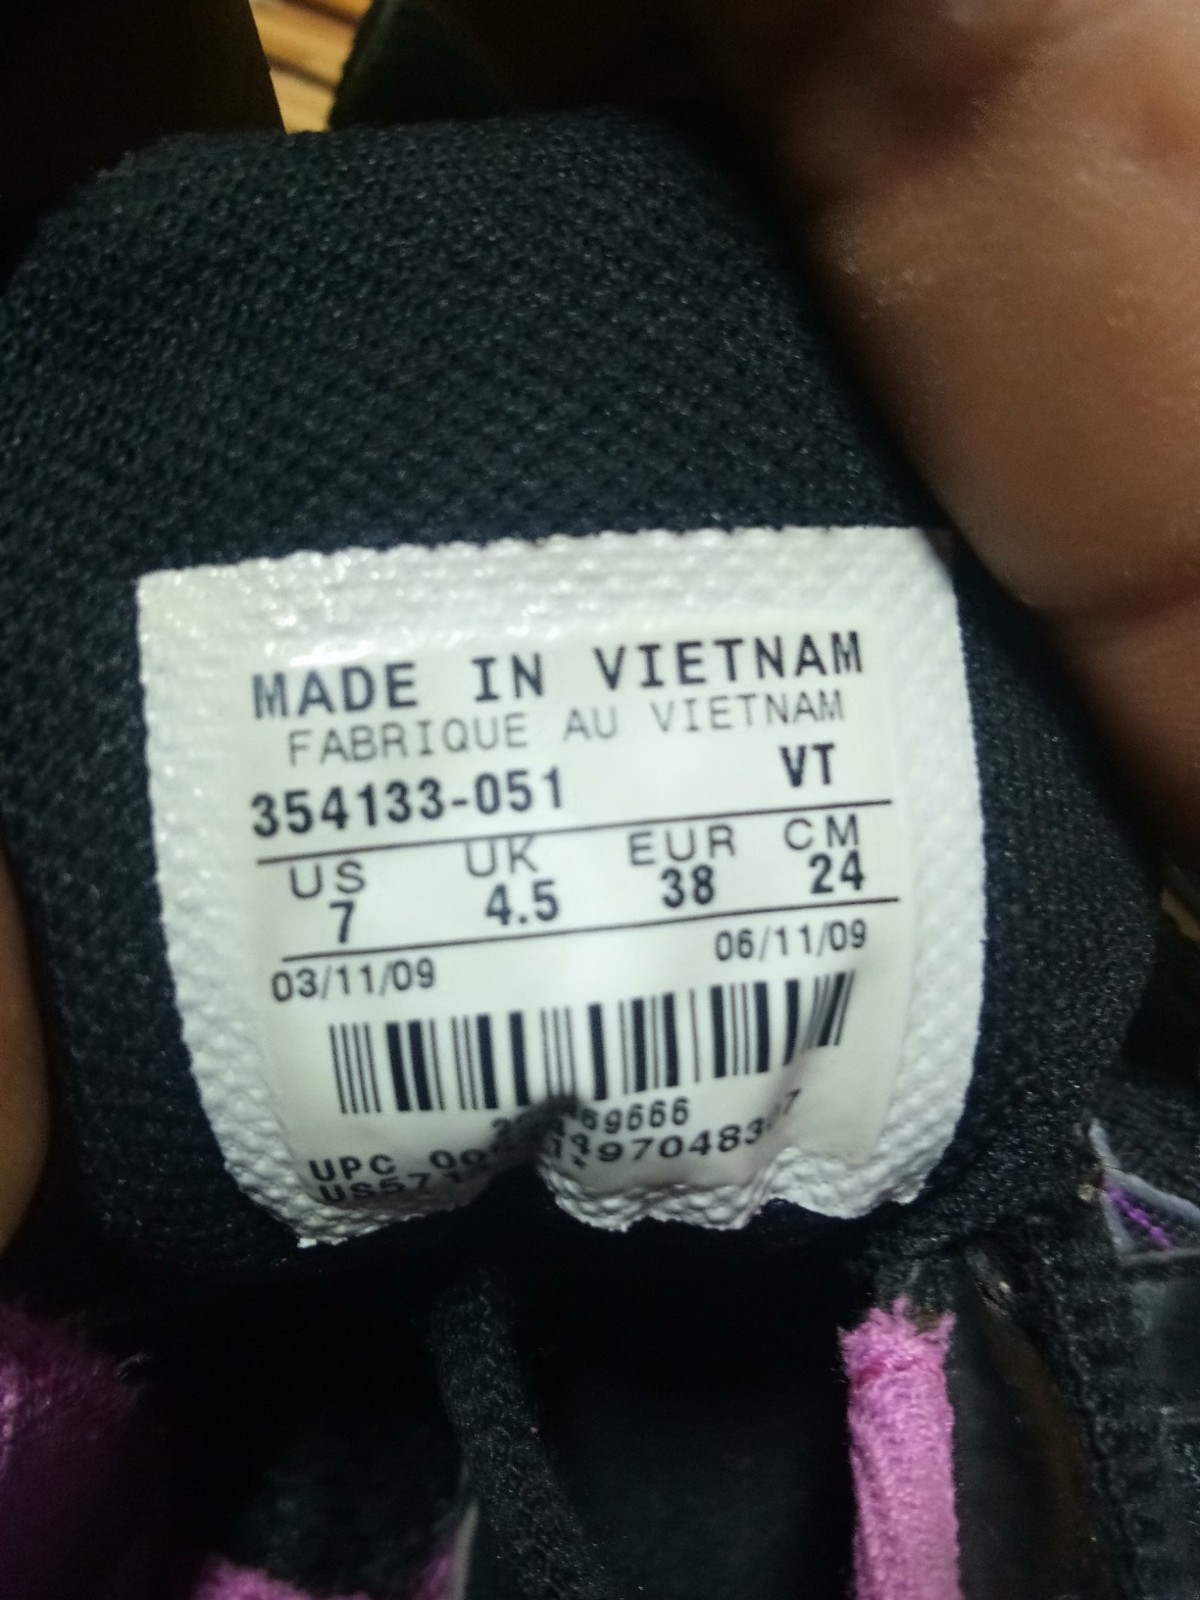 MADE IN VIETNAM
FABRIQUE AU VIETNAM
354133-051 VT
US UK EUR CM
7 4.5 38 24
03/11/09 06/11/09
UPC